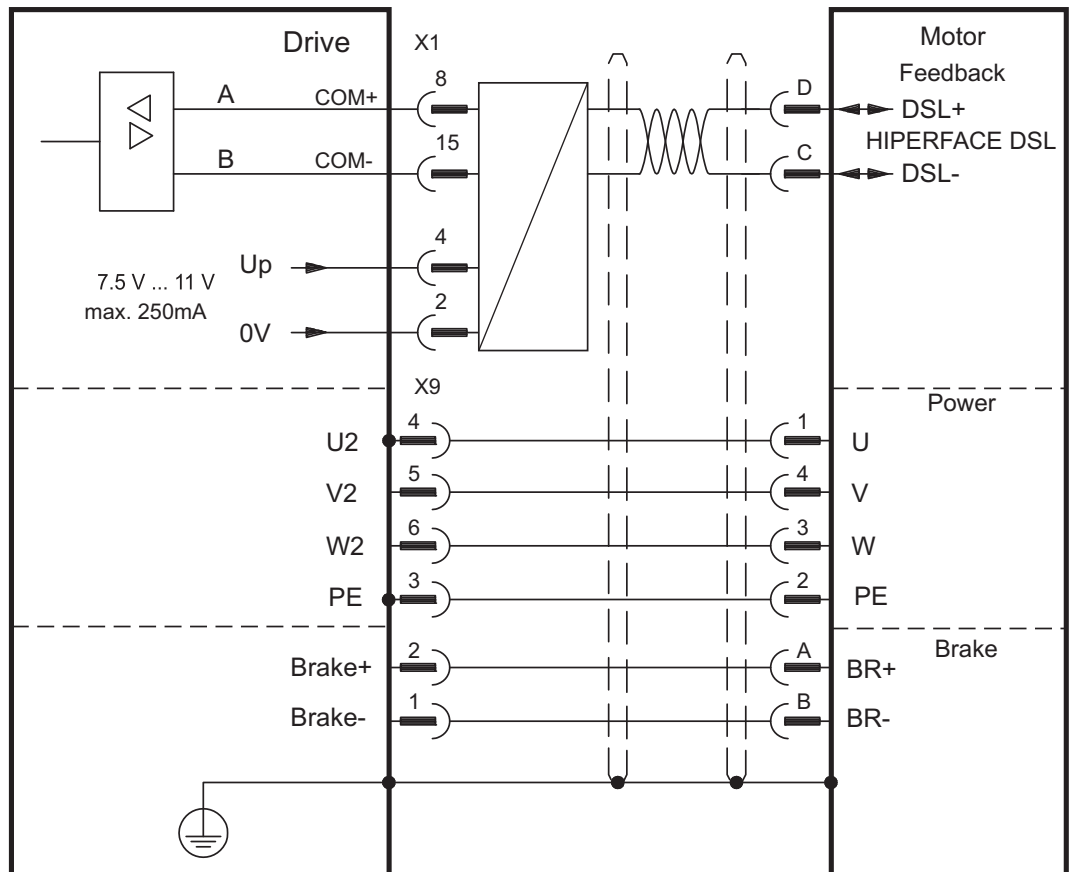 Drive
X1
Motor
Feedback
A
COM+
8
D
DSL+
HIPERFACE DSL
B
COM-
15
C
DSL-
Up
4
7.5 V ... 11 V
max. 250mA
0V
2
X9
Power
U2
4
1
U
V2
5
4
V
W2
6
3
W
PE
3
2
PE
Brake
Brake+
2
A
BR+
Brake-
1
B
BR-